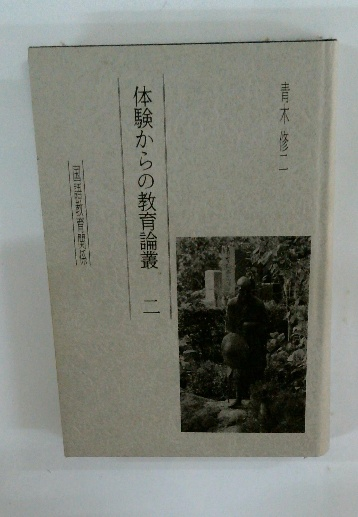 青木修二
体験からの教育論叢 二
国語教育関係